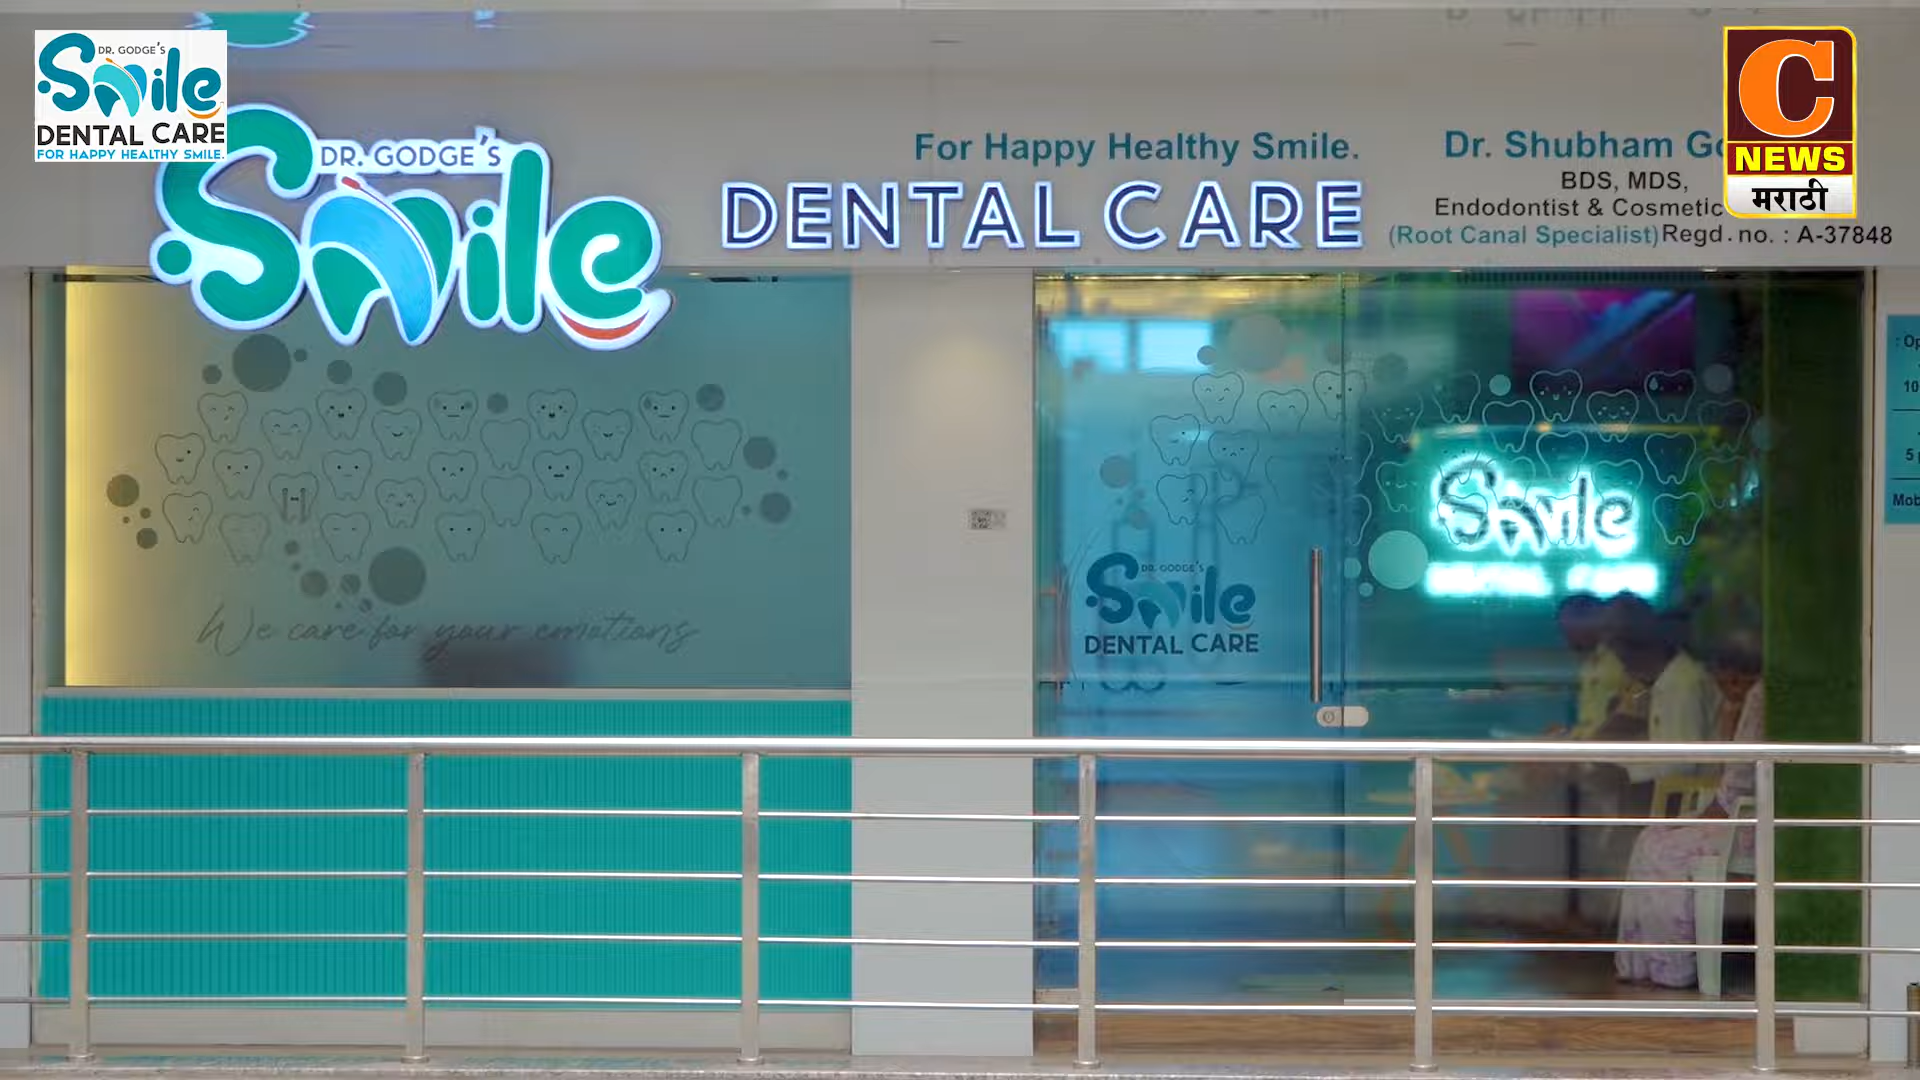 DR. GODGE'S
Smile
DENTAL CARE
FOR HAPPY HEALTHY SMILE.
C
NEWS
मराठी
DR. GODGE'S
Smile
For Happy Healthy Smile.
DENTAL CARE
Dr. Shubham
BDS, MDS,
Endodontist & Cosmetic
(Root Canal Specialist) Regd. no. : A-37848
We care for your emotions
DR. GODGE'S
Smile
DENTAL CARE
Smile
10
5